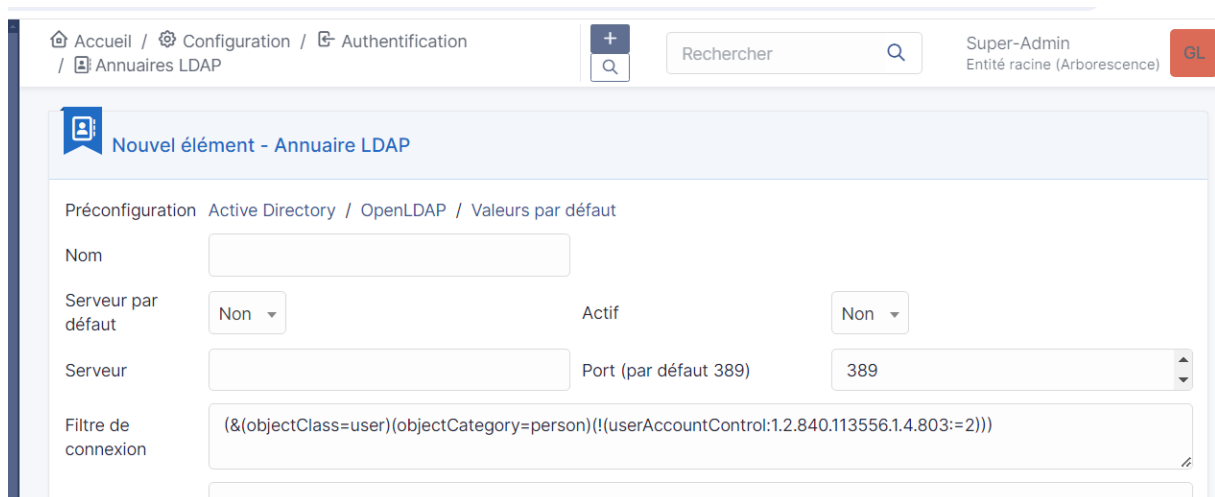 Accueil / Configuration / Authentification
/ Annuaires LDAP
+
Rechercher
Super-Admin
Entité racine (Arborescence)
GL
Nouvel élément - Annuaire LDAP
Préconfiguration Active Directory / OpenLDAP / Valeurs par défaut
Nom
Serveur par
défaut
Non
Actif
Non
Serveur
Port (par défaut 389)
389
Filtre de
connexion
(&(objectClass=user)(objectCategory=person)(!(userAccountControl:1.2.840.113556.1.4.803:=2)))